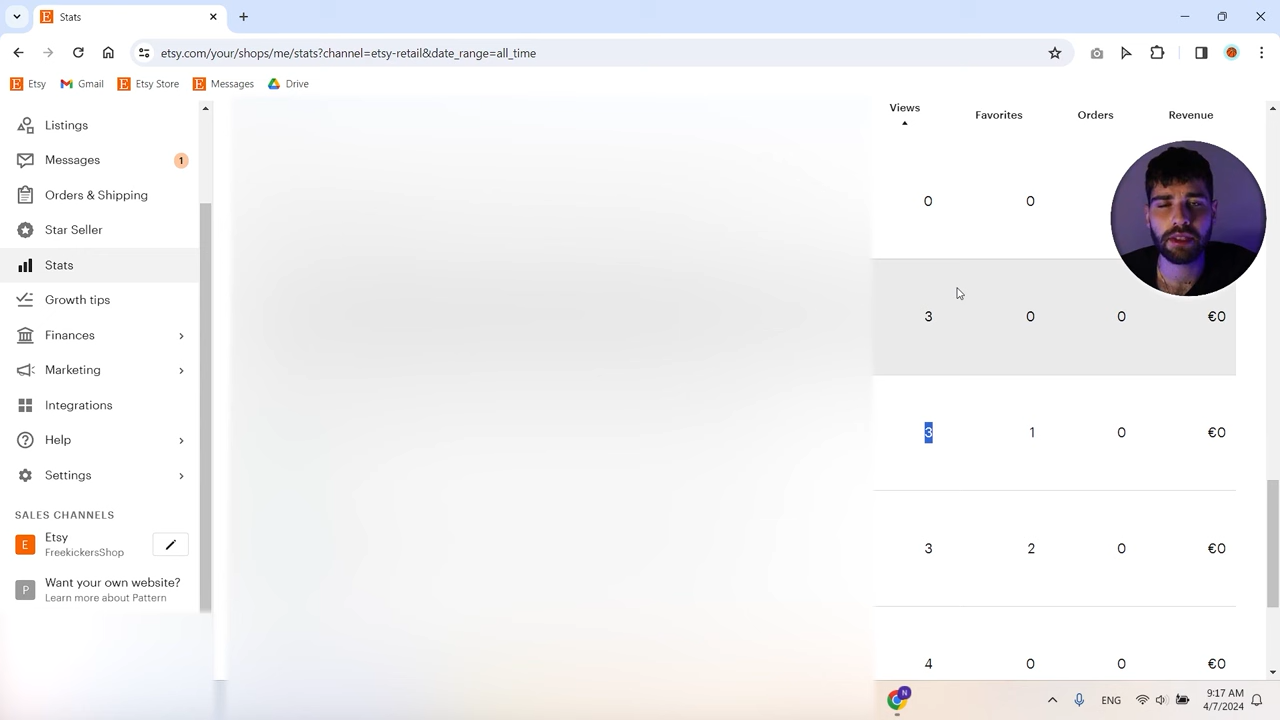 Stats
etsy.com/your/shops/me/stats?channel=etsy-retail&date_range=all_time
Etsy Gmail Etsy Store Messages Drive
Listings
Messages 1
Orders & Shipping
Star Seller
Stats
Growth tips
Finances
Marketing
Integrations
Help
Settings
SALES CHANNELS
E Etsy
FreekickersShop
P Want your own website?
Learn more about Pattern
Views Favorites Orders Revenue
0 0
3 0 0 €0
3 1 0 €0
3 2 0 €0
4 0 0 €0
N
ENG
9:17 AM
4/7/2024